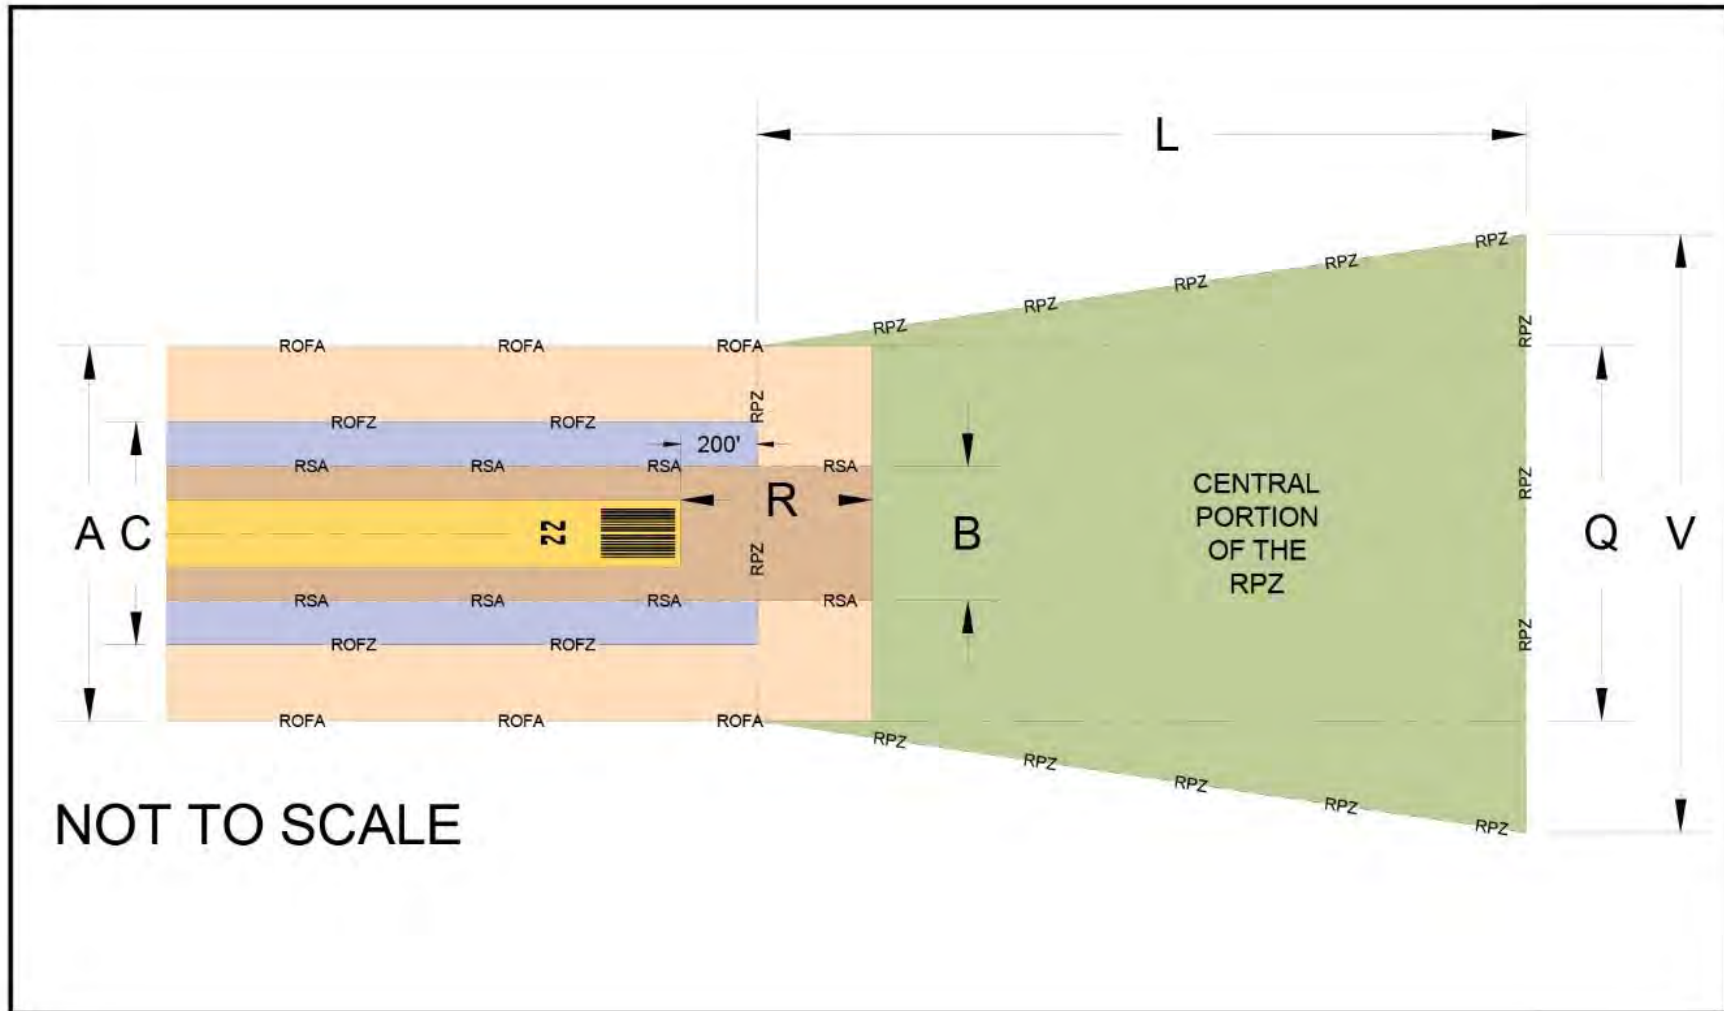 L
RPZ
RPZ
RPZ
RPZ
RPZ
RPZ
ROFA ROFA ROFA
RPZ
ROFZ ROFZ
200'
RSA RSA RSA RSA
R
A C
22
RPZ
B
CENTRAL
PORTION
OF THE
RPZ
RPZ
Q V
RSA RSA RSA RSA
ROFZ ROFZ
RPZ
ROFA ROFA ROFA
RPZ
RPZ
RPZ
RPZ
RPZ
NOT TO SCALE